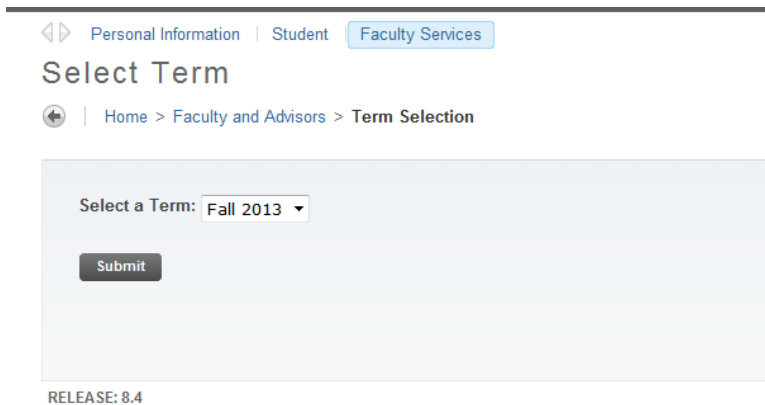 Personal Information | Student | Faculty Services
Select Term
Home > Faculty and Advisors > Term Selection
Select a Term: Fall 2013
Submit
RELEASE: 8.4